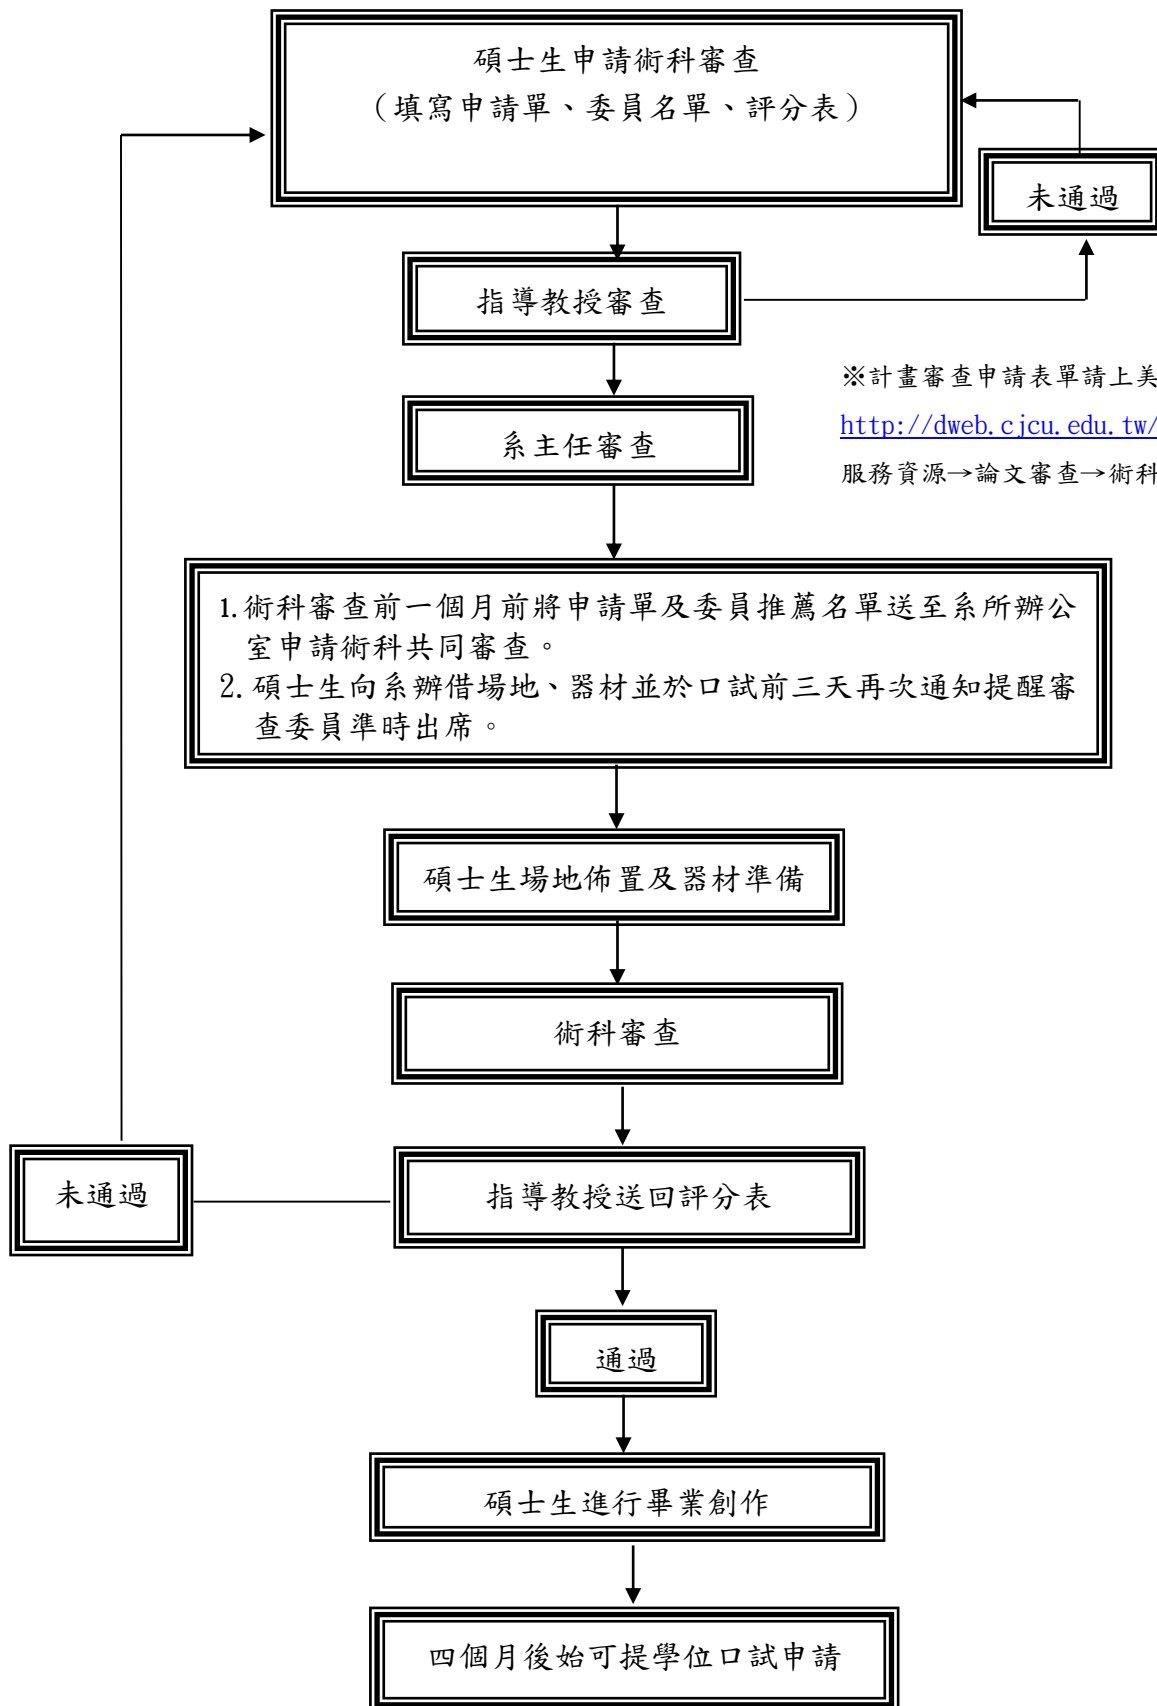 碩士生申請術科審查
（填寫申請單、委員名單、評分表）
未通過
指導教授審查
※計畫審查申請表單請上美
系主任審查
http://dweb.cjcu.edu.tw/
服務資源→論文審查→術科
1.術科審查前一個月前將申請單及委員推薦名單送至系所辦公
室申請術科共同審查。
2.碩士生向系辦借場地、器材並於口試前三天再次通知提醒審
查委員準時出席。
碩士生場地佈置及器材準備
術科審查
未通過
指導教授送回評分表
通過
碩士生進行畢業創作
四個月後始可提學位口試申請